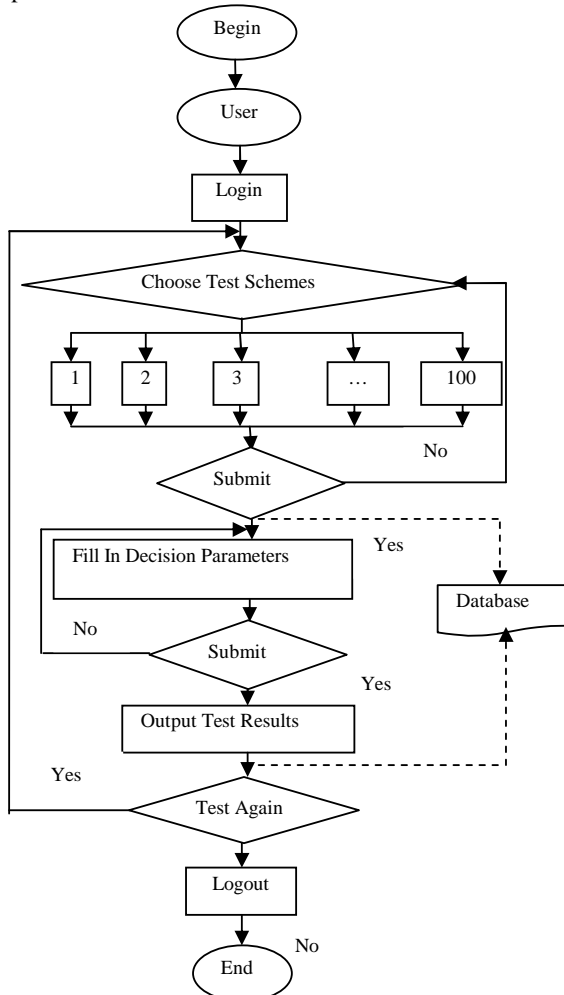 Begin
User
Login
Choose Test Schemes
1 2 3 … 100
No
Submit
Yes
Fill In Decision Parameters
Database
No
Submit
Yes
Output Test Results
Yes
Test Again
Logout
No
End